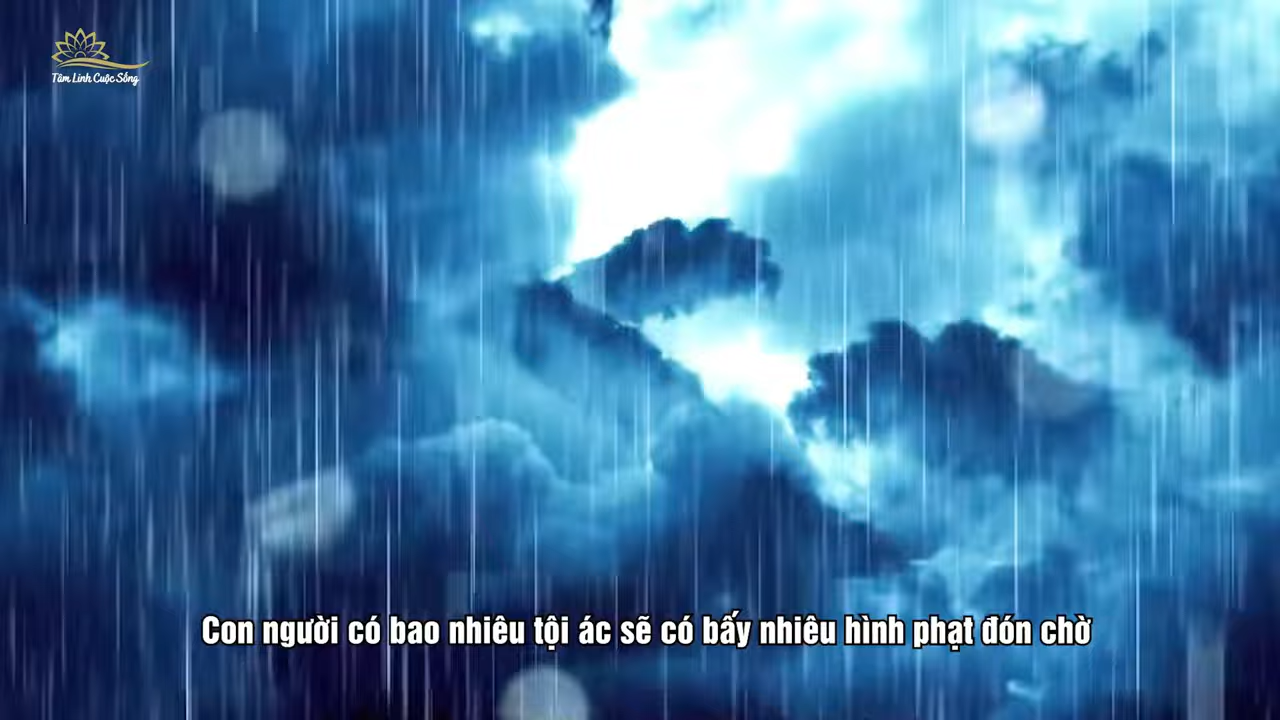 Tâm Linh Cuộc Sống
Con người có bao nhiêu tội ác sẽ có bấy nhiêu hình phạt đón chờ